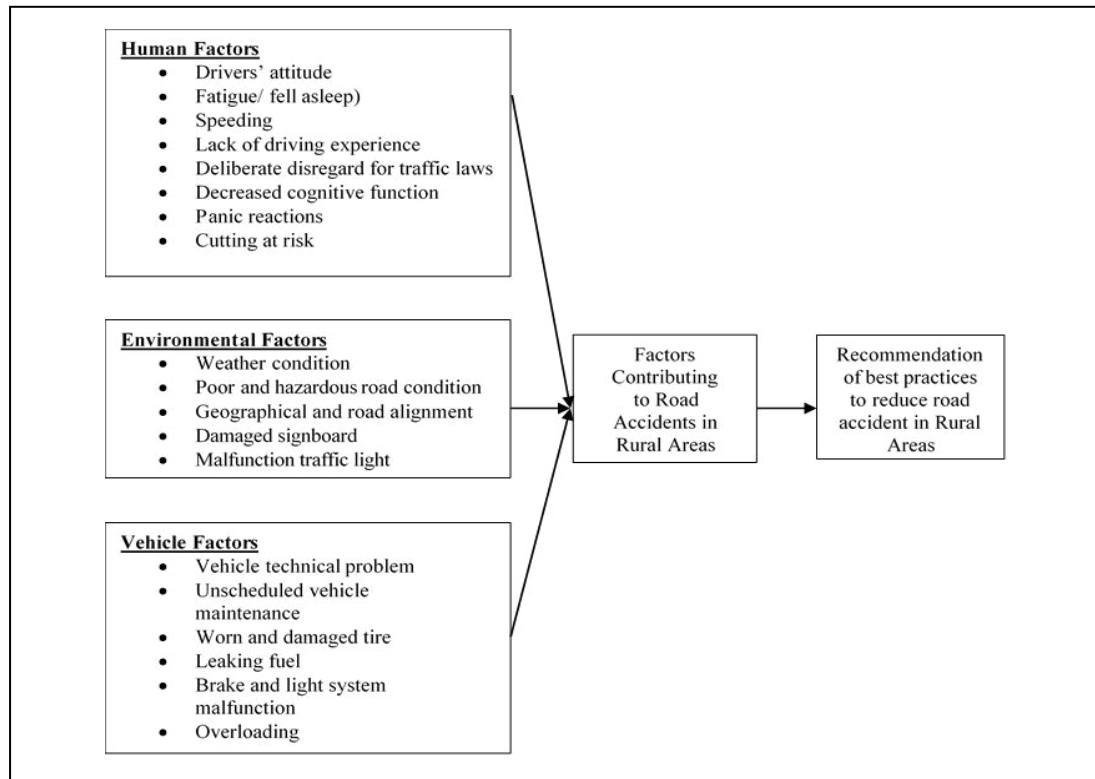 Human Factors
• Drivers’ attitude
• Fatigue/ fell asleep)
• Speeding
• Lack of driving experience
• Deliberate disregard for traffic laws
• Decreased cognitive function
• Panic reactions
• Cutting at risk
Environmental Factors
• Weather condition
• Poor and hazardous road condition
• Geographical and road alignment
• Damaged signboard
• Malfunction traffic light
Vehicle Factors
• Vehicle technical problem
• Unscheduled vehicle
maintenance
• Worn and damaged tire
• Leaking fuel
• Brake and light system
malfunction
• Overloading
Factors
Contributing
to Road
Accidents in
Rural Areas
Recommendation
of best practices
to reduce road
accident in Rural
Areas